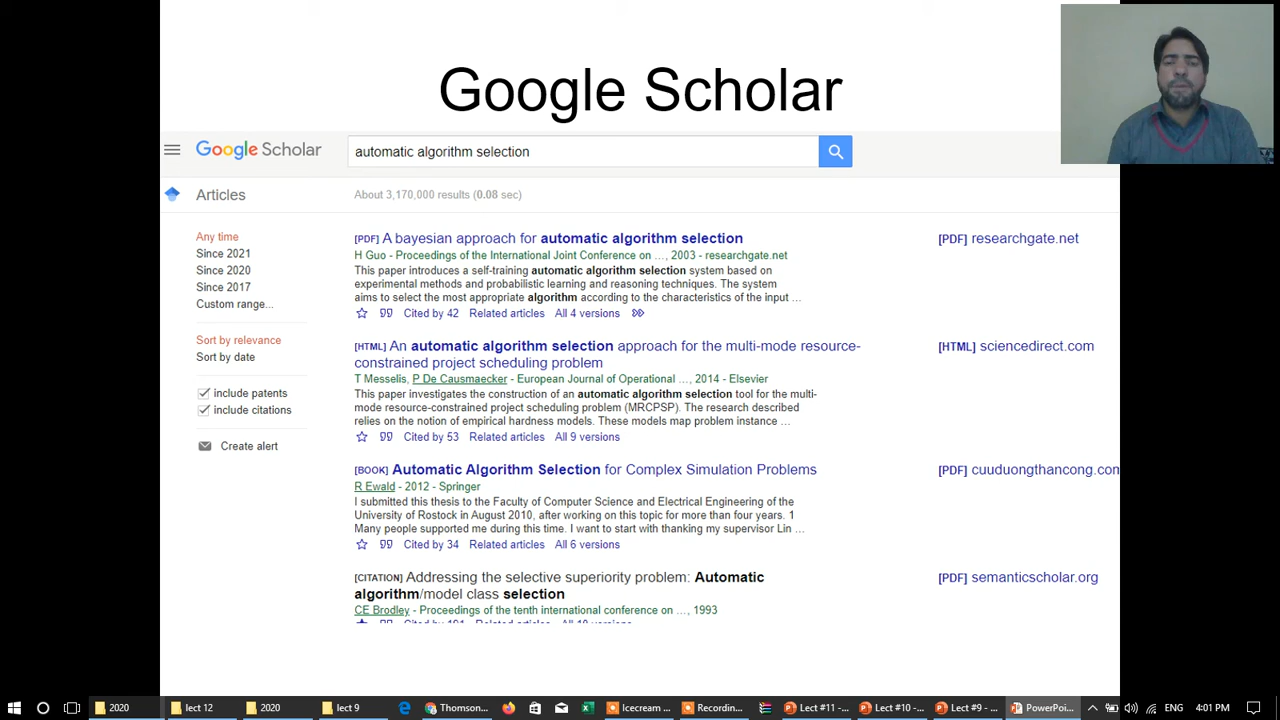 Google Scholar
Google Scholar
automatic algorithm selection
Articles
About 3,170,000 results (0.08 sec)
Any time
Since 2021
Since 2020
Since 2017
Custom range...
Sort by relevance
Sort by date
include patents
include citations
Create alert
[PDF] A bayesian approach for automatic algorithm selection
H Guo - Proceedings of the International Joint Conference on ..., 2003 - researchgate.net
This paper introduces a self-training automatic algorithm selection system based on
experimental methods and probabilistic learning and reasoning techniques. The system
aims to select the most appropriate algorithm according to the characteristics of the input ...
Cited by 42 Related articles All 4 versions
[PDF] researchgate.net
[HTML] An automatic algorithm selection approach for the multi-mode resource-
constrained project scheduling problem
T Messelis, P De Causmaecker - European Journal of Operational ..., 2014 - Elsevier
This paper investigates the construction of an automatic algorithm selection tool for the multi-
mode resource-constrained project scheduling problem (MRCPSP). The research described
relies on the notion of empirical hardness models. These models map problem instance ...
Cited by 53 Related articles All 9 versions
[HTML] sciencedirect.com
[BOOK] Automatic Algorithm Selection for Complex Simulation Problems
R Ewald - 2012 - Springer
I submitted this thesis to the Faculty of Computer Science and Electrical Engineering of the
University of Rostock in August 2010, after working on this topic for more than four years. 1
Many people supported me during this time. I want to start with thanking my supervisor Lin ...
Cited by 34 Related articles All 6 versions
[PDF] cuuduongthancong.com
[CITATION] Addressing the selective superiority problem: Automatic
algorithm/model class selection
CE Brodley - Proceedings of the tenth international conference on ..., 1993
Cited by 191 Related articles All 10 versions
[PDF] semanticscholar.org
2020
lect 12
2020
lect 9
Thomson...
Icecream ...
Recording...
Lect #11 -...
Lect #10 -...
Lect #9 - ...
PowerPoi...
ENG
4:01 PM